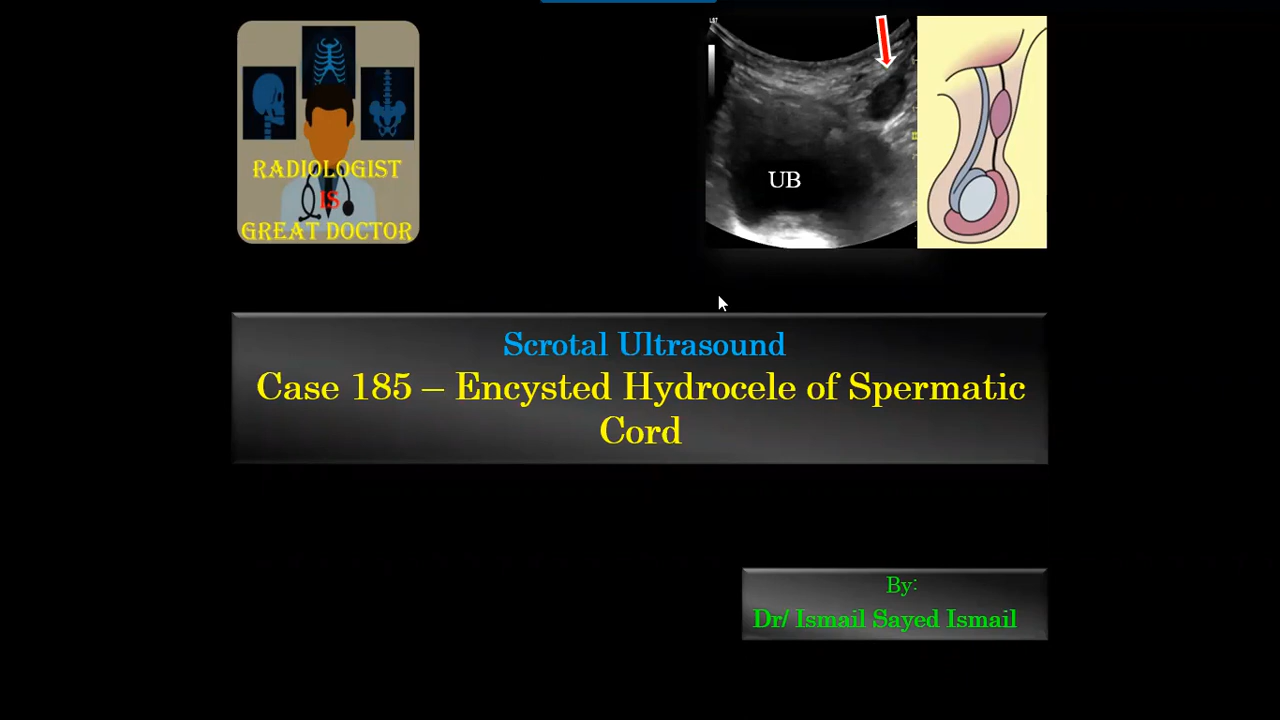 RADIOLOGIST
IS
GREAT DOCTOR
UB
Scrotal Ultrasound
Case 185 – Encysted Hydrocele of Spermatic
Cord
By:
Dr/ Ismail Sayed Ismail